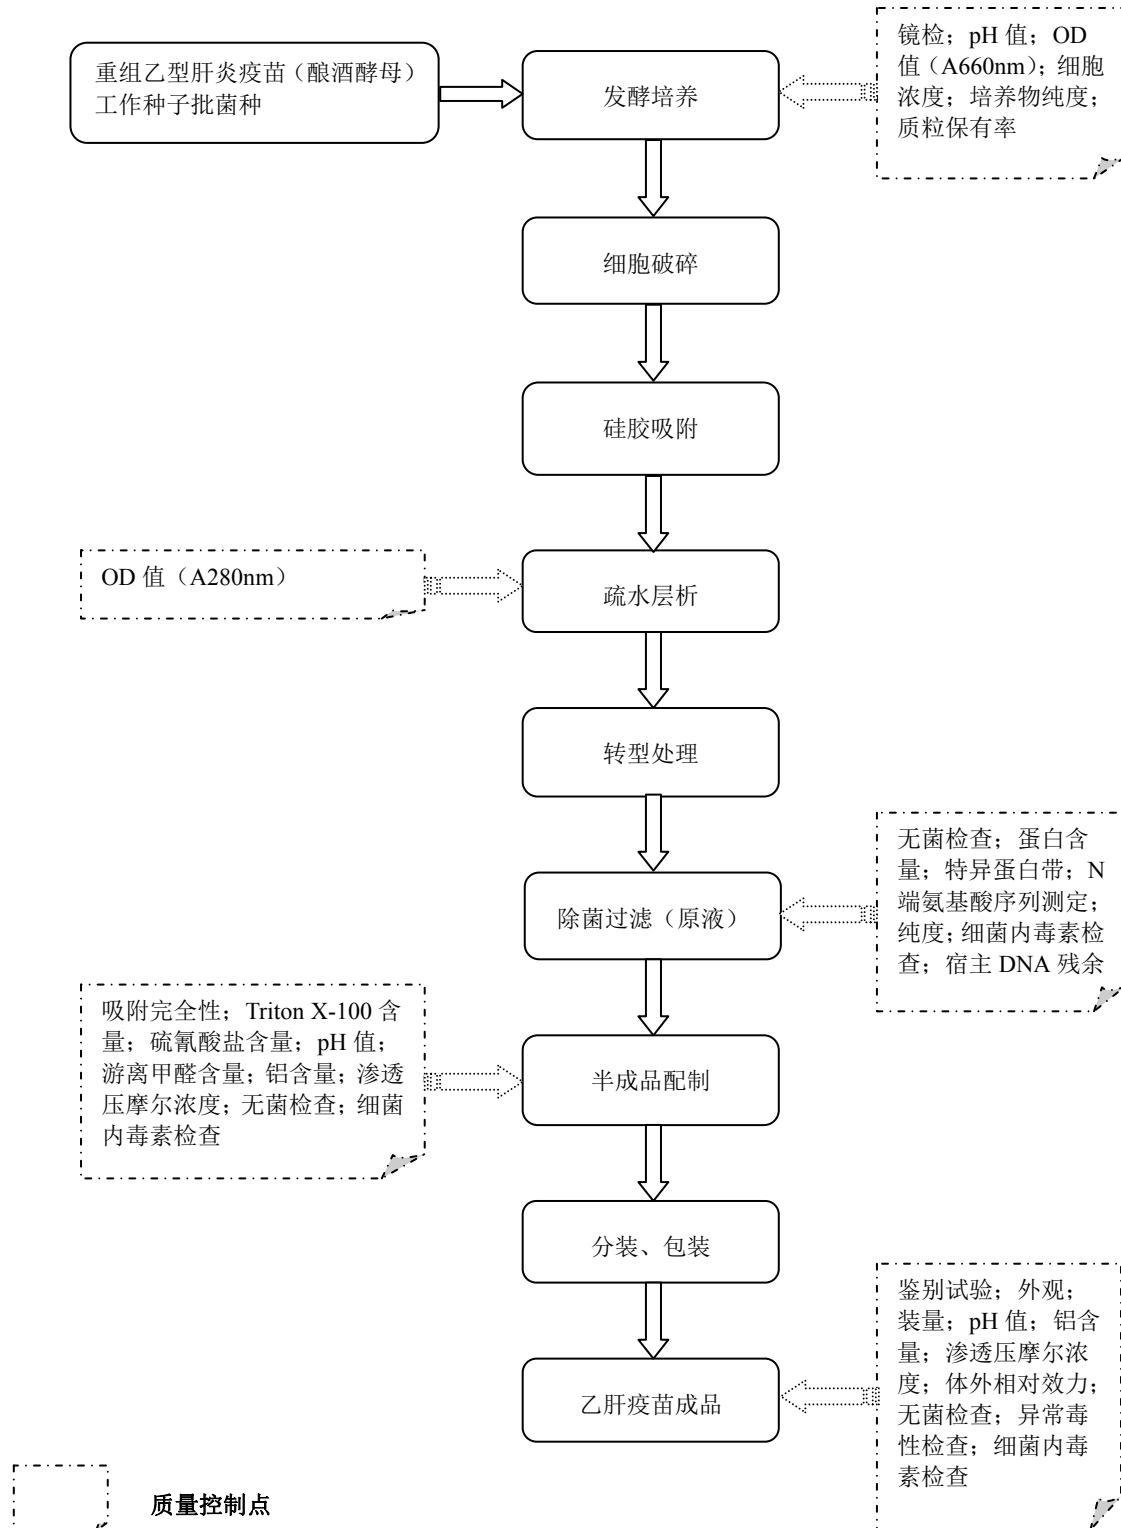 重组乙型肝炎疫苗（酿酒酵母）
工作种子批菌种
发酵培养
镜检；pH 值；OD
值（A660nm）；细胞
浓度；培养物纯度；
质粒保有率
细胞破碎
硅胶吸附
OD 值（A280nm）
疏水层析
转型处理
除菌过滤（原液）
无菌检查；蛋白含
量；特异蛋白带；N
端氨基酸序列测定；
纯度；细菌内毒素检
查；宿主 DNA 残余
吸附完全性；Triton X-100 含
量；硫氰酸盐含量；pH 值；
游离甲醛含量；铝含量；渗透
压摩尔浓度；无菌检查；细菌
内毒素检查
半成品配制
分装、包装
乙肝疫苗成品
鉴别试验；外观；
装量；pH 值；铝含
量；渗透压摩尔浓
度；体外相对效力；
无菌检查；异常毒
性检查；细菌内毒
素检查
质量控制点